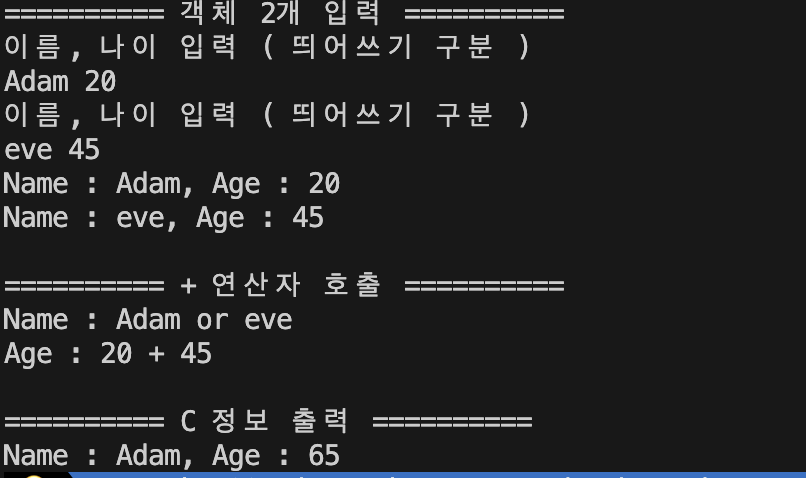 ========== 객체 2개 입력 ==========
이름, 나이 입력 ( 띄어쓰기 구분 )
Adam 20
이름, 나이 입력 ( 띄어쓰기 구분 )
eve 45
Name : Adam, Age : 20
Name : eve, Age : 45
========== + 연산자 호출 ==========
Name : Adam or eve
Age : 20 + 45
========== C 정보 출력 ==========
Name : Adam, Age : 65